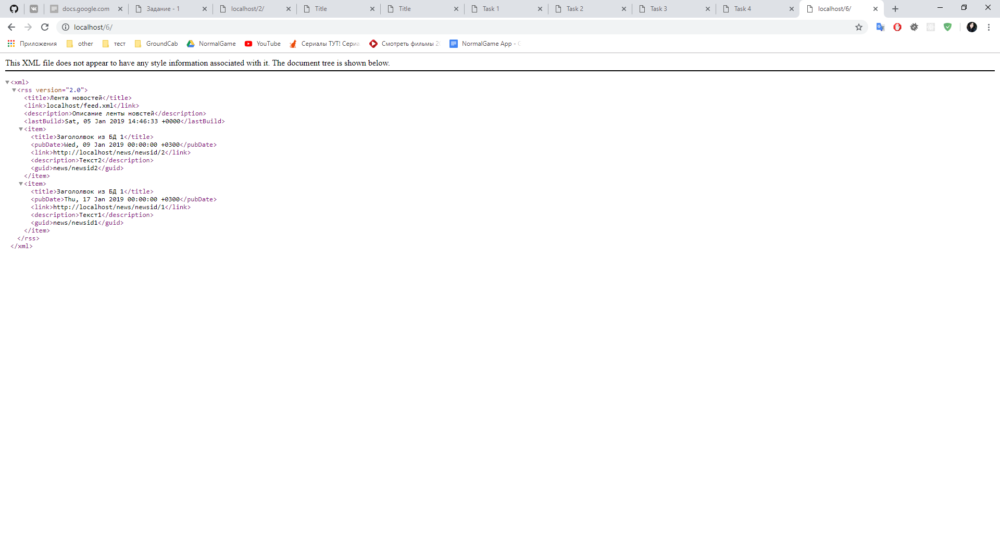 docs.google.com Задание - 1 localhost/2/ Title Title Task 1 Task 2 Task 3 Task 4 localhost/6/
localhost/6/
Приложения other тест GroundCab NormalGame YouTube Сериалы ТУТ! Сериа Смотреть фильмы 20 NormalGame App - G
This XML file does not appear to have any style information associated with it. The document tree is shown below.
<xml>
<rss version="2.0">
<title>Лента новостей</title>
<link>localhost/feed.xml</link>
<description>Описание ленты новстей</description>
<lastBuild>Sat, 05 Jan 2019 14:46:33 +0000</lastBuild>
<item>
<title>Заголовок из БД 1</title>
<pubDate>Wed, 09 Jan 2019 00:00:00 +0300</pubDate>
<link>http://localhost/news/newsid/2</link>
<description>Текст2</description>
<guid>news/newsid2</guid>
</item>
<item>
<title>Заголовок из БД 1</title>
<pubDate>Thu, 17 Jan 2019 00:00:00 +0300</pubDate>
<link>http://localhost/news/newsid/1</link>
<description>Текст1</description>
<guid>news/newsid1</guid>
</item>
</rss>
</xml>